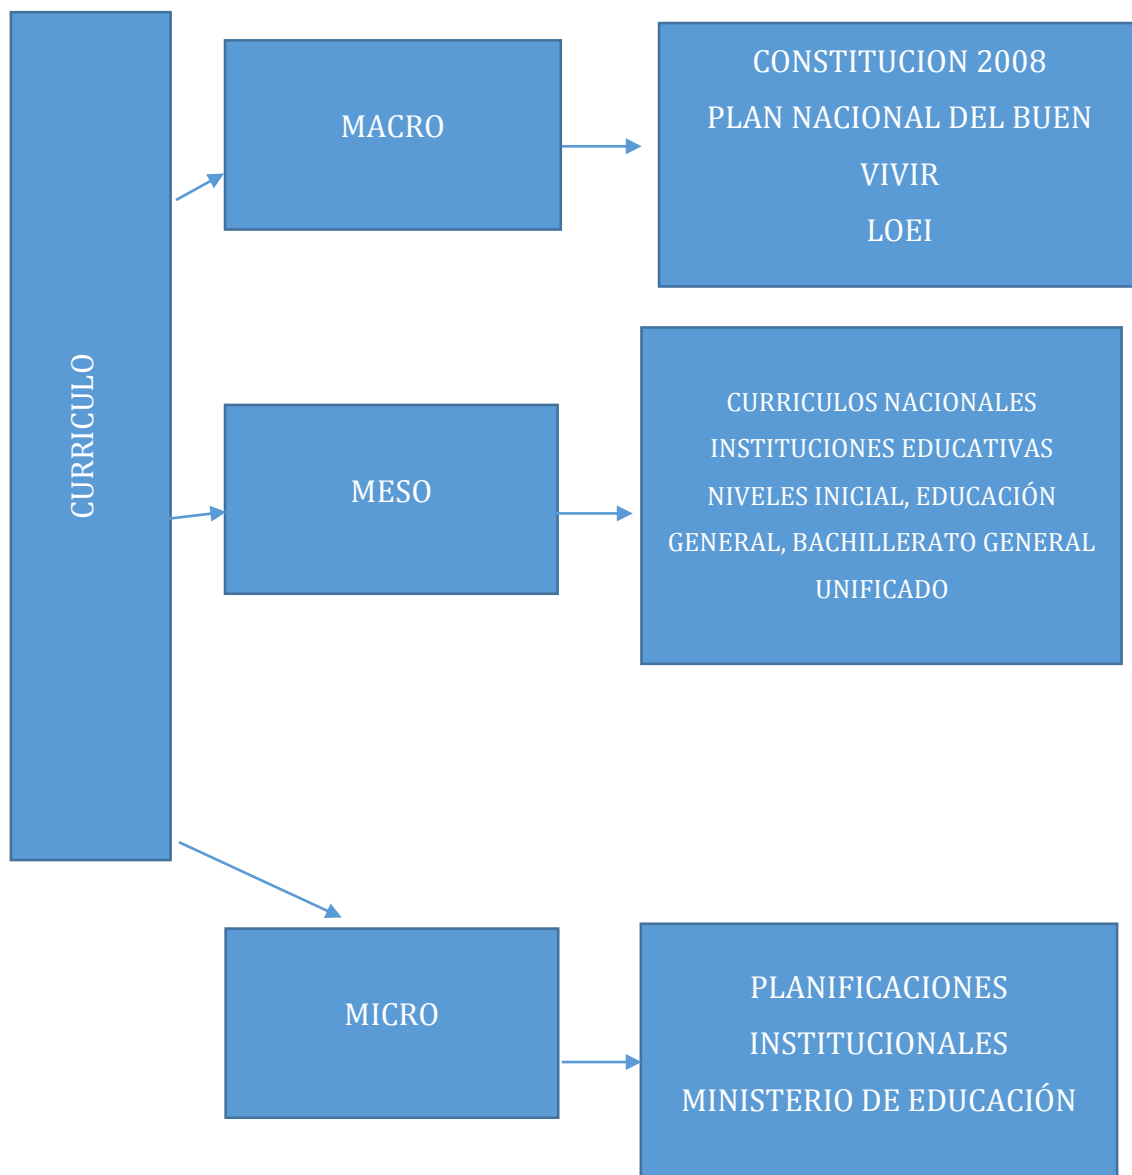 CURRICULO
MACRO
CONSTITUCION 2008
PLAN NACIONAL DEL BUEN
VIVIR
LOEI
MESO
CURRICULOS NACIONALES
INSTITUCIONES EDUCATIVAS
NIVELES INICIAL, EDUCACIÓN
GENERAL, BACHILLERATO GENERAL
UNIFICADO
MICRO
PLANIFICACIONES
INSTITUCIONALES
MINISTERIO DE EDUCACIÓN